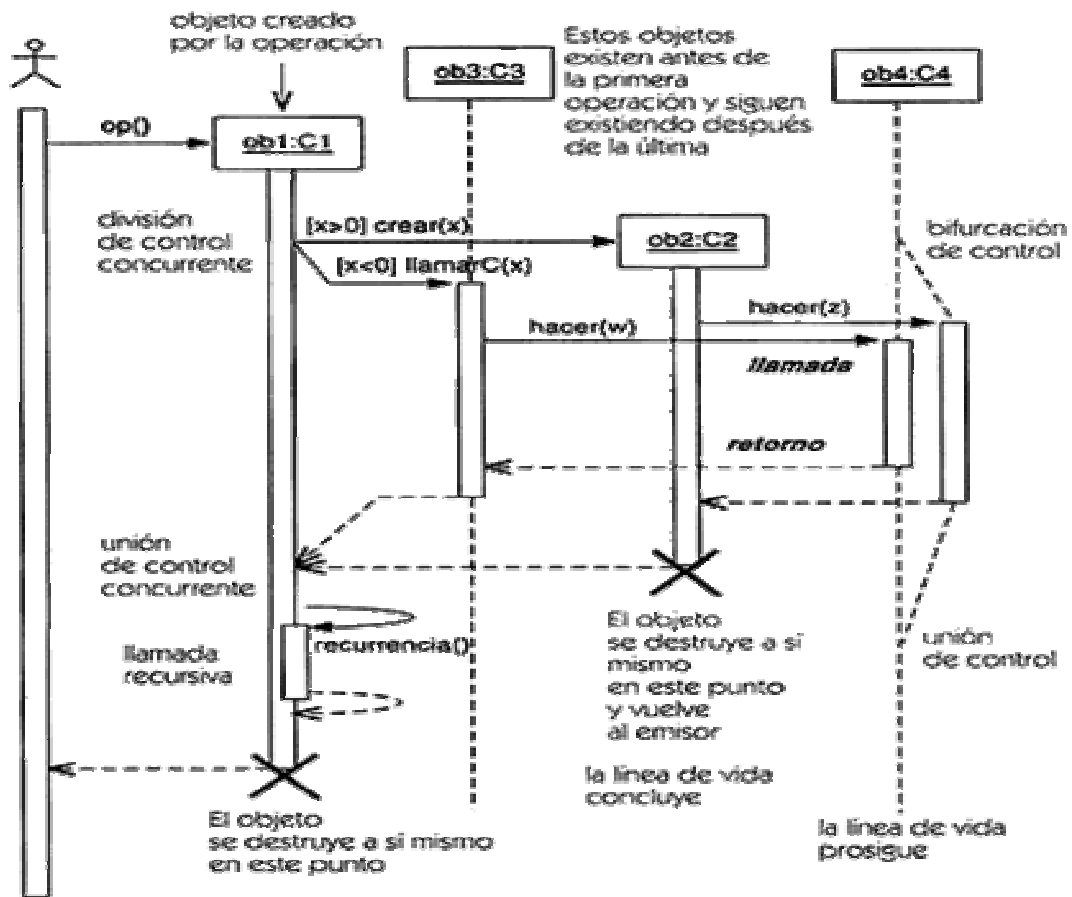 objeto creado
por la operación
Estos objetos
existen antes de
la primera
operación y siguen
existiendo después
de la última
ob3:C3
ob4:C4
op()
ob1:C1
división
de control
concurrente
[x>0] crear(x)
ob2:C2
bifurcación
de control
[x<0] llamarC(x)
hacer(z)
hacer(w)
llamada
retorno
unión
de control
concurrente
llamada
recursiva
recurrencia()
El objeto
se destruye a sí
mismo
en este punto
y vuelve
al emisor
unión
de control
la línea de vida
concluye
El objeto
se destruye a sí mismo
en este punto
la línea de vida
prosigue